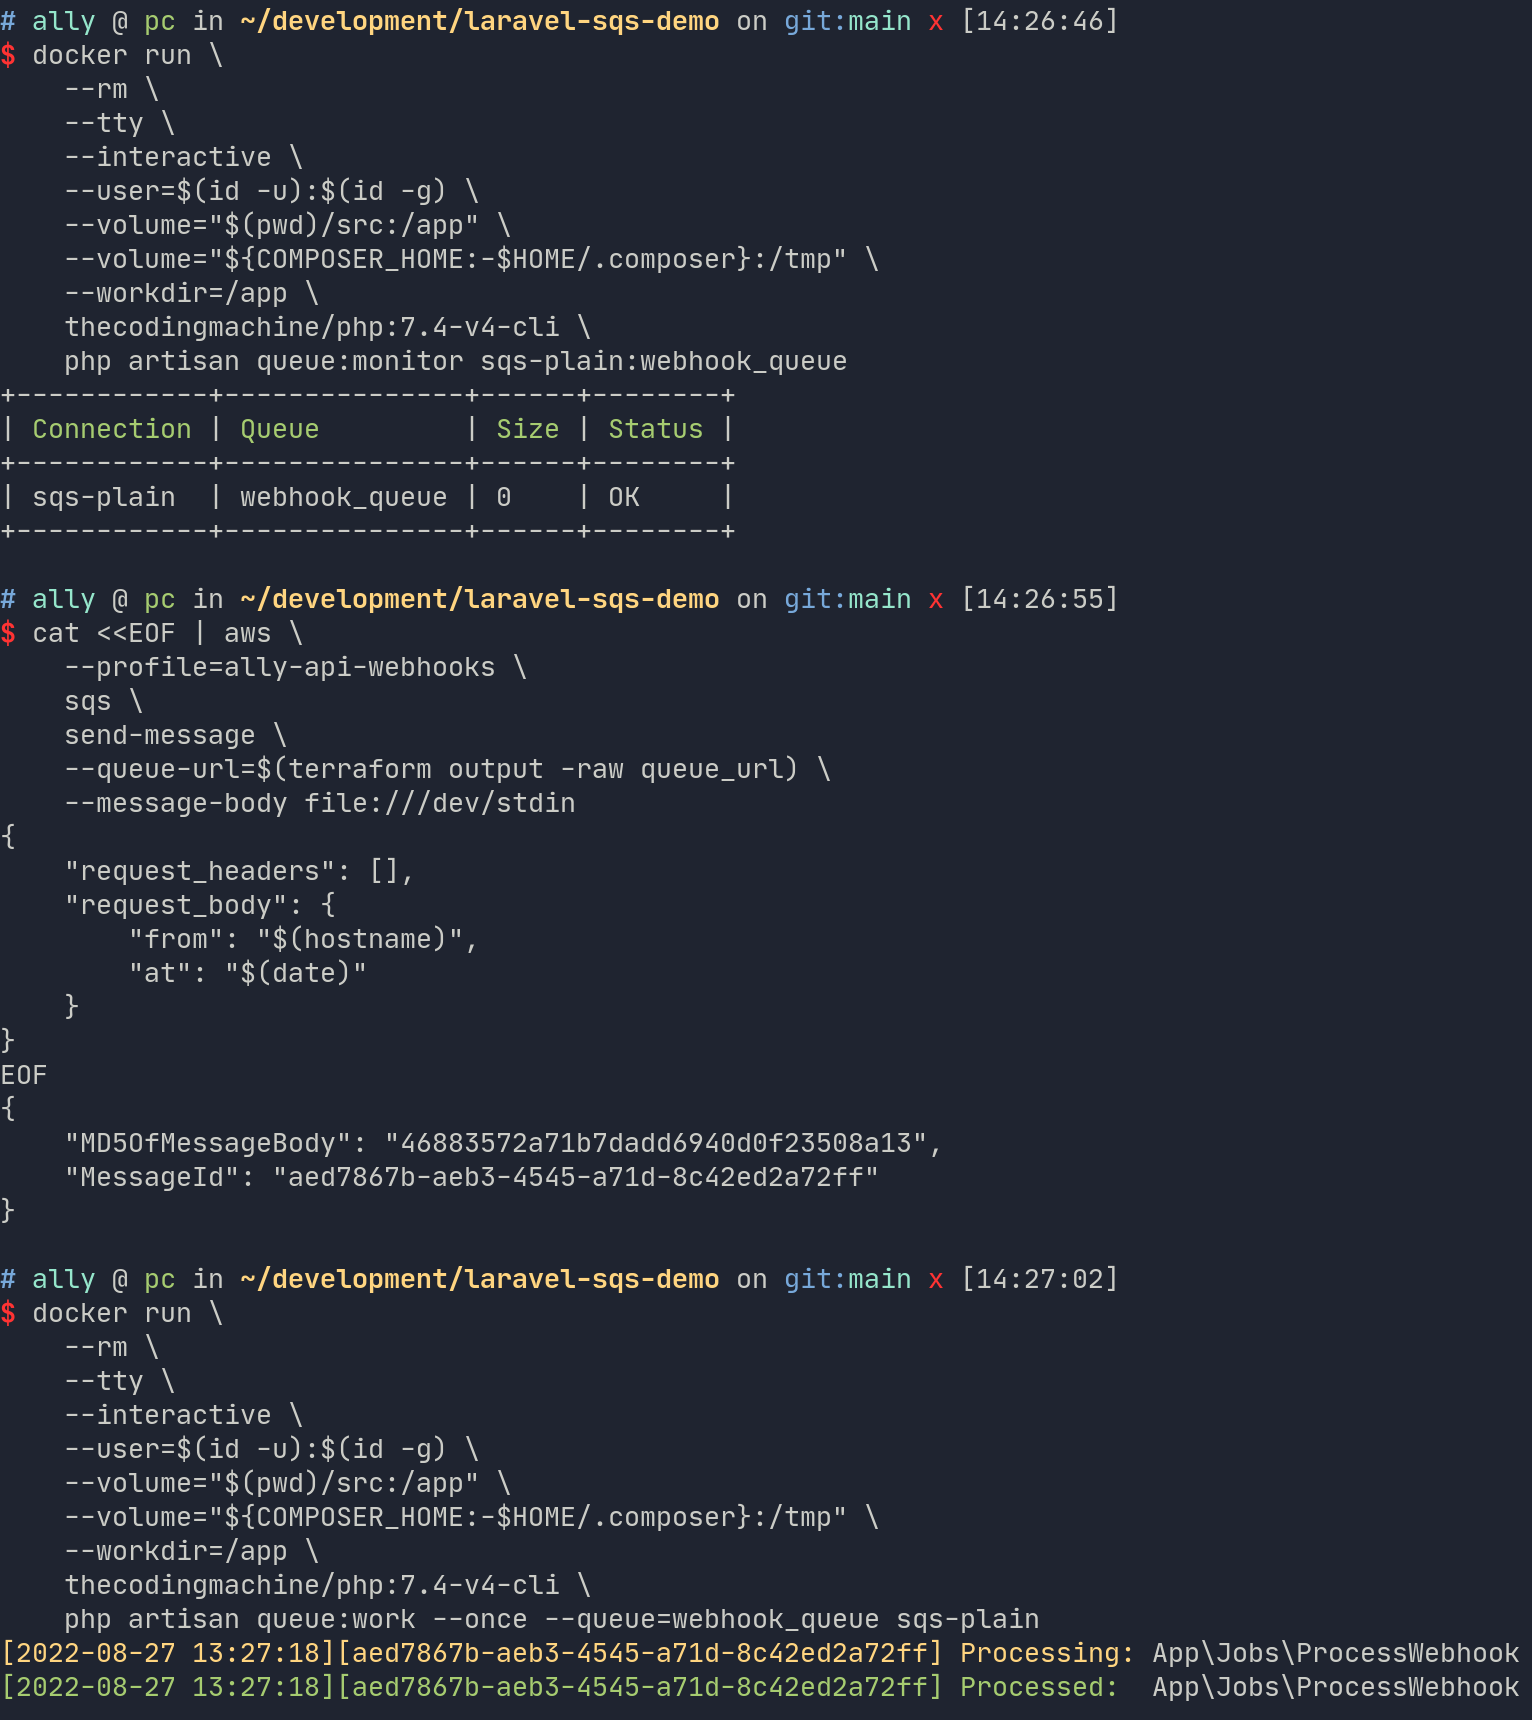 # ally @ pc in ~/development/laravel-sqs-demo on git:main x [14:26:46]
$ docker run \
    --rm \
    --tty \
    --interactive \
    --user=$(id -u):$(id -g) \
    --volume="$(pwd)/src:/app" \
    --volume="${COMPOSER_HOME:-$HOME/.composer}:/tmp" \
    --workdir=/app \
    thecodingmachine/php:7.4-v4-cli \
    php artisan queue:monitor sqs-plain:webhook_queue
+------------+---------------+------+--------+
| Connection | Queue         | Size | Status |
+------------+---------------+------+--------+
| sqs-plain  | webhook_queue | 0    | OK     |
+------------+---------------+------+--------+

# ally @ pc in ~/development/laravel-sqs-demo on git:main x [14:26:55]
$ cat <<EOF | aws \
    --profile=ally-api-webhooks \
    sqs \
    send-message \
    --queue-url=$(terraform output -raw queue_url) \
    --message-body file:///dev/stdin
{
    "request_headers": [],
    "request_body": {
        "from": "$(hostname)",
        "at": "$(date)"
    }
}
EOF
{
    "MD5OfMessageBody": "46883572a71b7dadd6940d0f23508a13",
    "MessageId": "aed7867b-aeb3-4545-a71d-8c42ed2a72ff"
}

# ally @ pc in ~/development/laravel-sqs-demo on git:main x [14:27:02]
$ docker run \
    --rm \
    --tty \
    --interactive \
    --user=$(id -u):$(id -g) \
    --volume="$(pwd)/src:/app" \
    --volume="${COMPOSER_HOME:-$HOME/.composer}:/tmp" \
    --workdir=/app \
    thecodingmachine/php:7.4-v4-cli \
    php artisan queue:work --once --queue=webhook_queue sqs-plain
[2022-08-27 13:27:18][aed7867b-aeb3-4545-a71d-8c42ed2a72ff] Processing: App\Jobs\ProcessWebhook
[2022-08-27 13:27:18][aed7867b-aeb3-4545-a71d-8c42ed2a72ff] Processed:  App\Jobs\ProcessWebhook